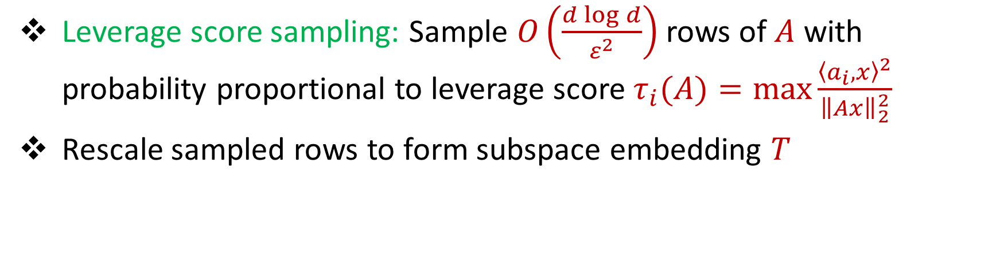 ❖ Leverage score sampling: Sample $O\left(\frac{d \log d}{\varepsilon^2}\right)$ rows of $A$ with
probability proportional to leverage score $\tau_i(A) = \max \frac{\langle a_i, x \rangle^2}{\|Ax\|_2^2}$
❖ Rescale sampled rows to form subspace embedding $T$